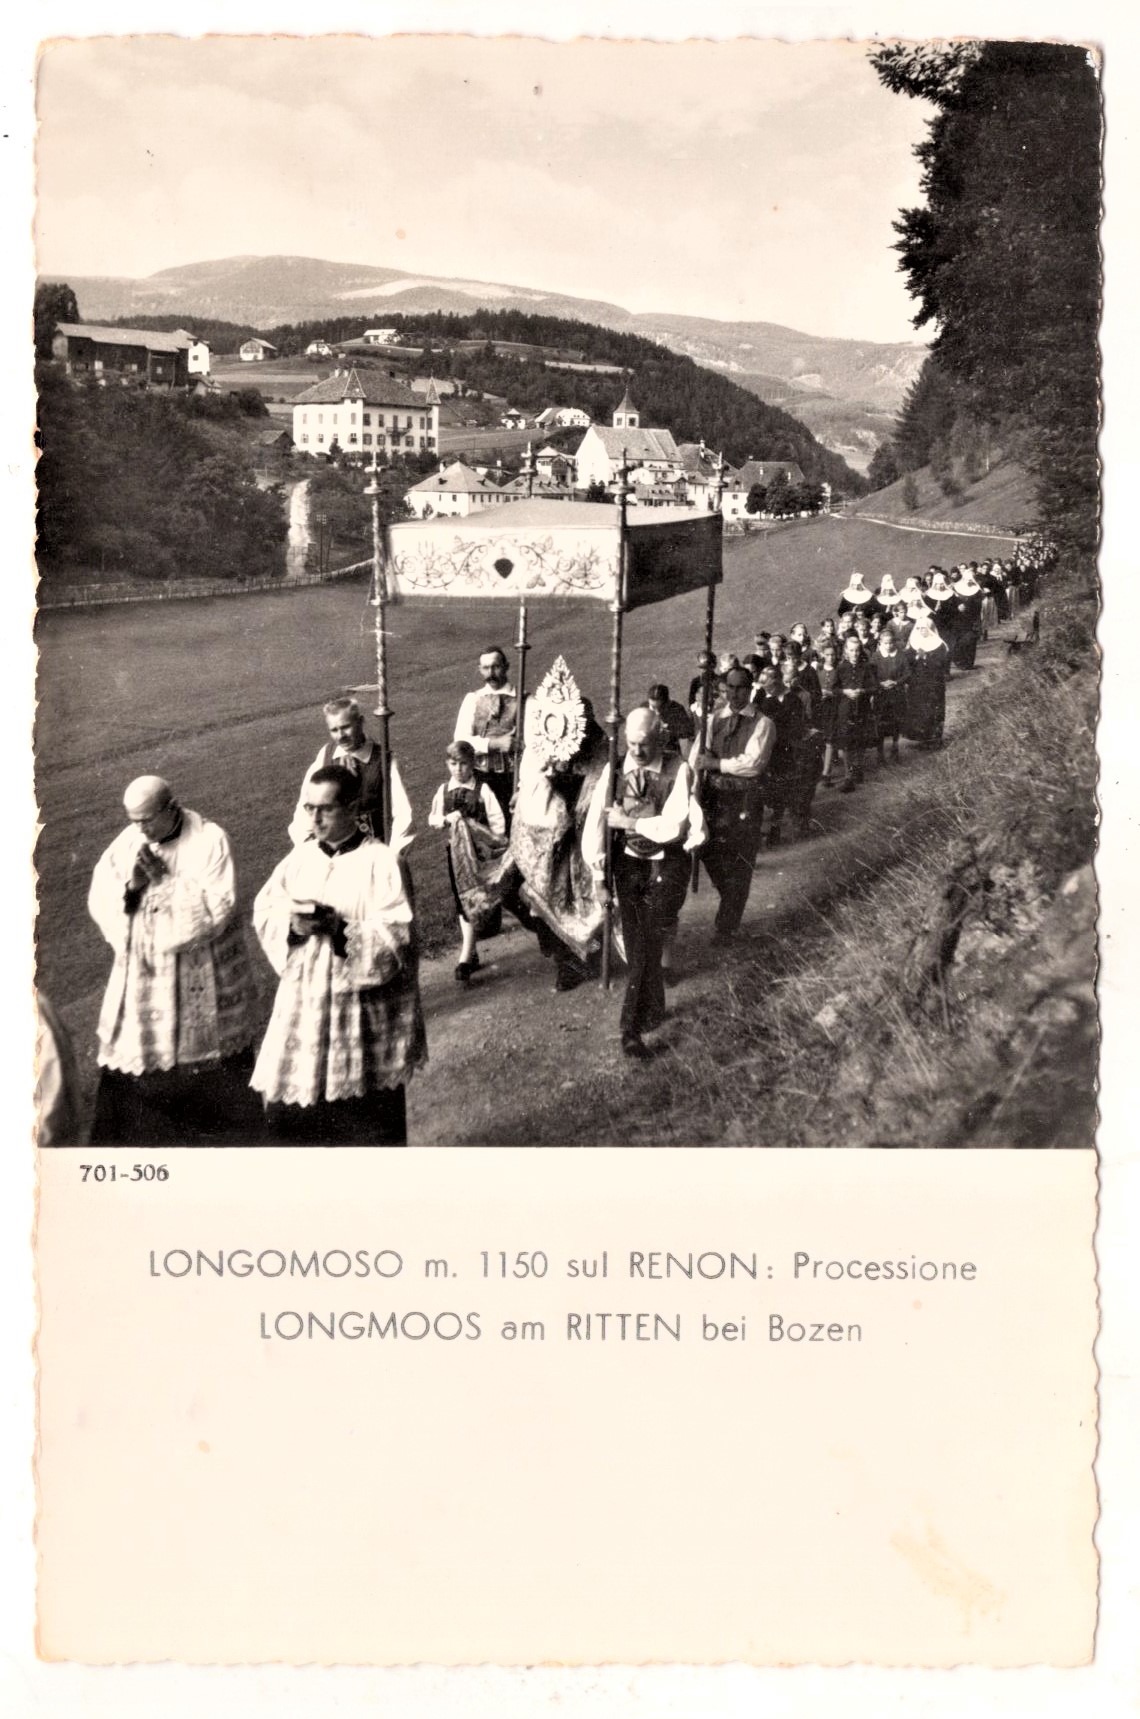 701-506
LONGOMOSO m. 1150 sul RENON: Processione
LONGMOOS am RITTEN bei Bozen